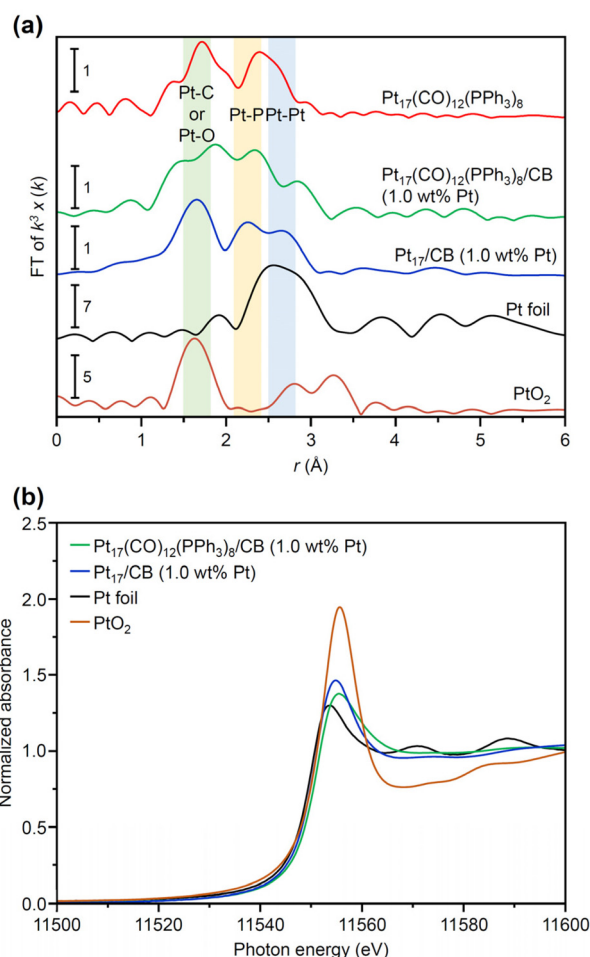 (a)
1
Pt-C
or
Pt-O
Pt-P
Pt-Pt
Pt17(CO)12(PPh3)8
1
Pt17(CO)12(PPh3)8/CB
(1.0 wt% Pt)
1
Pt17/CB (1.0 wt% Pt)
7
Pt foil
5
PtO2
FT of k3 x (k)
0 1 2 3 4 5 6
r (Å)
(b)
2.5
2.0
1.5
1.0
0.5
0.0
Pt17(CO)12(PPh3)8/CB (1.0 wt% Pt)
Pt17/CB (1.0 wt% Pt)
Pt foil
PtO2
Normalized absorbance
11500 11520 11540 11560 11580 11600
Photon energy (eV)